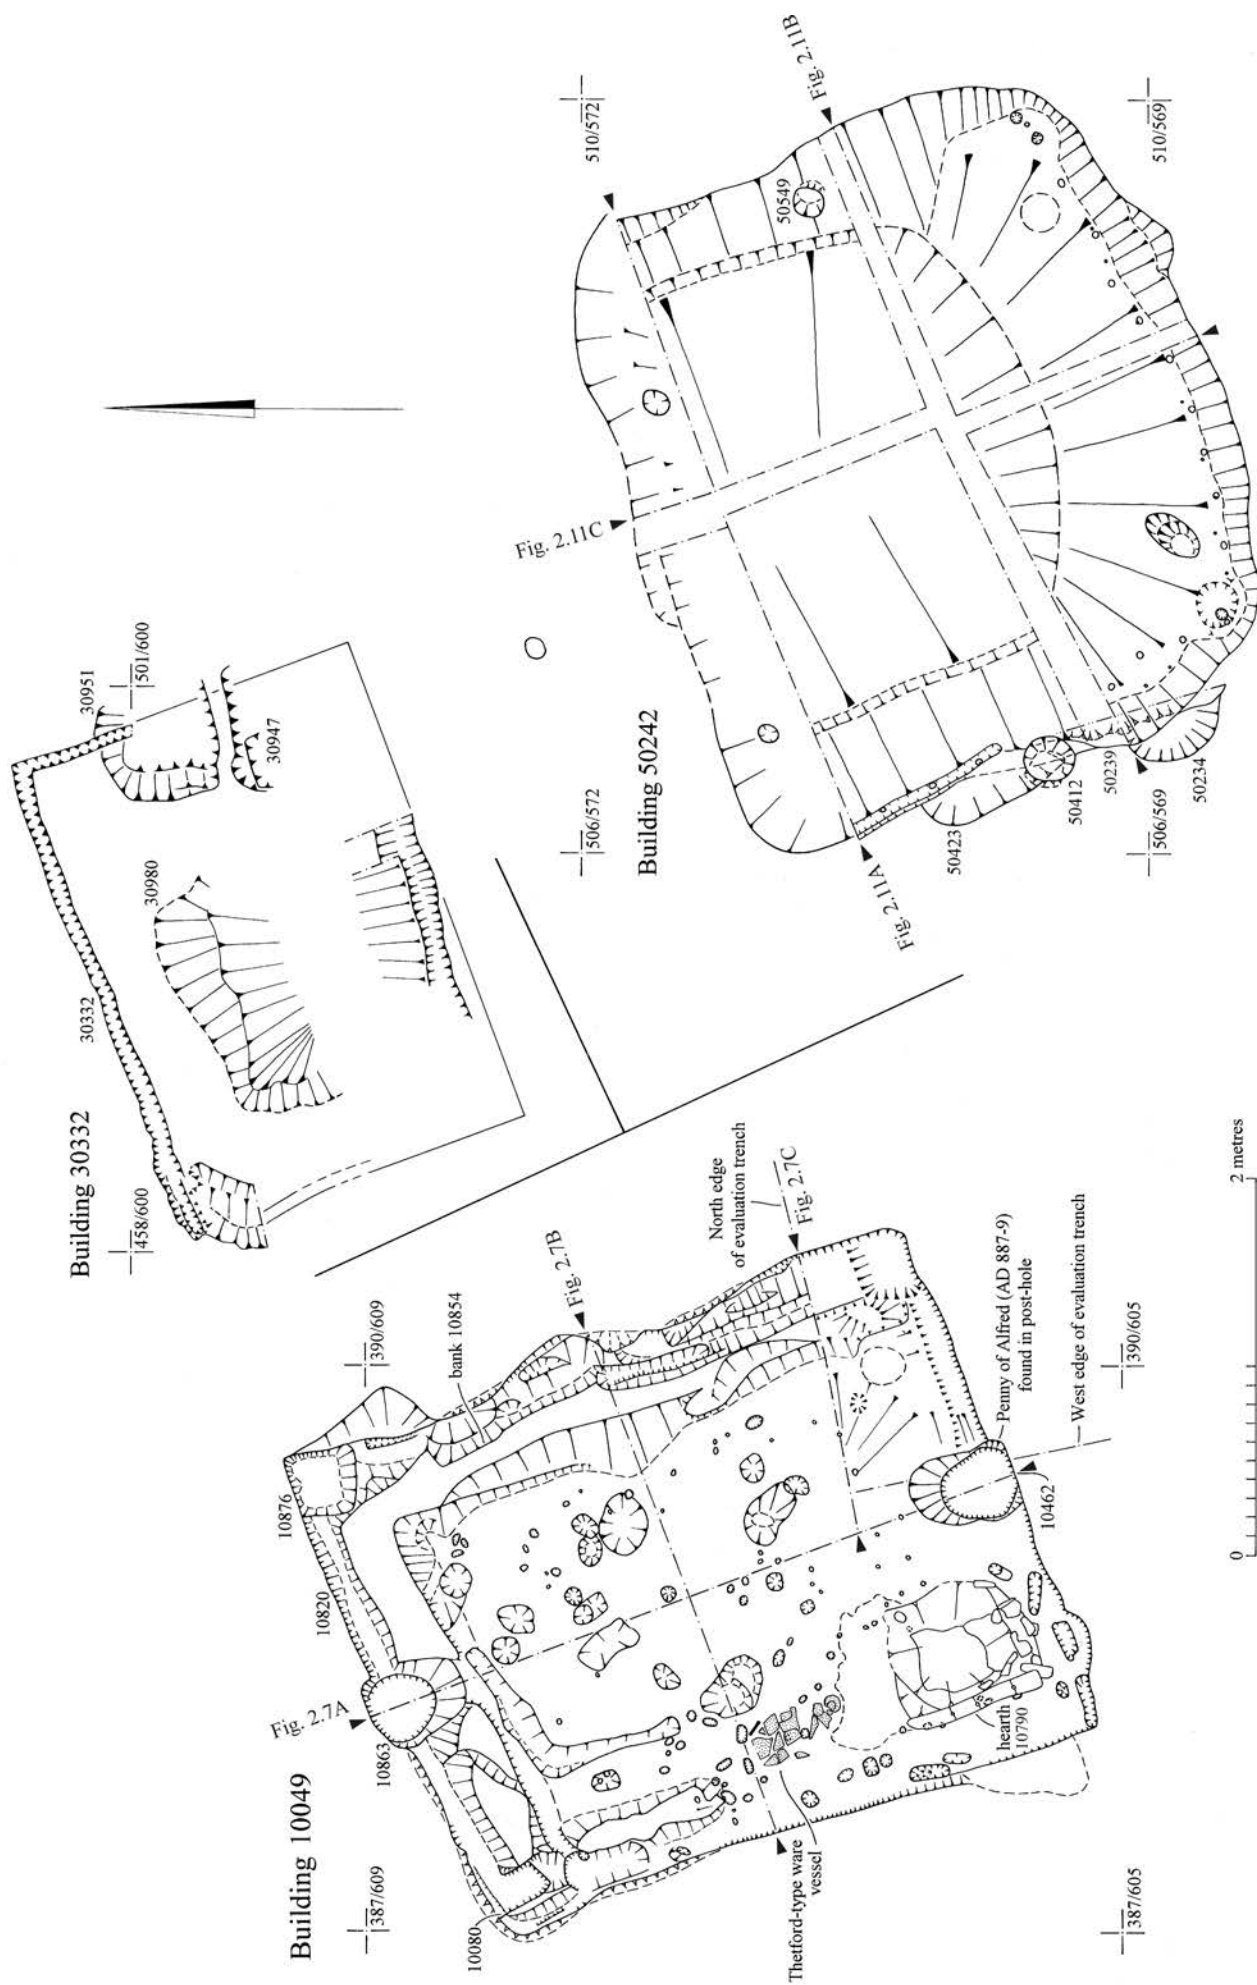 Building 30332
458/600
30332
30980
30951
501/600
30947
Building 10049
387/609
390/609
10080
10863
Fig. 2.7A
10820
10876
bank 10854
Fig. 2.7B
North edge
of evaluation trench
Fig. 2.7C
Thetford-type ware
vessel
hearth
10790
10462
Penny of Alfred (AD 887-9)
found in post-hole
West edge of evaluation trench
387/605
390/605
Building 50242
506/572
510/572
Fig. 2.11C
Fig. 2.11B
Fig. 2.11A
50549
50423
50412
50239
50234
506/569
510/569
0
2 metres